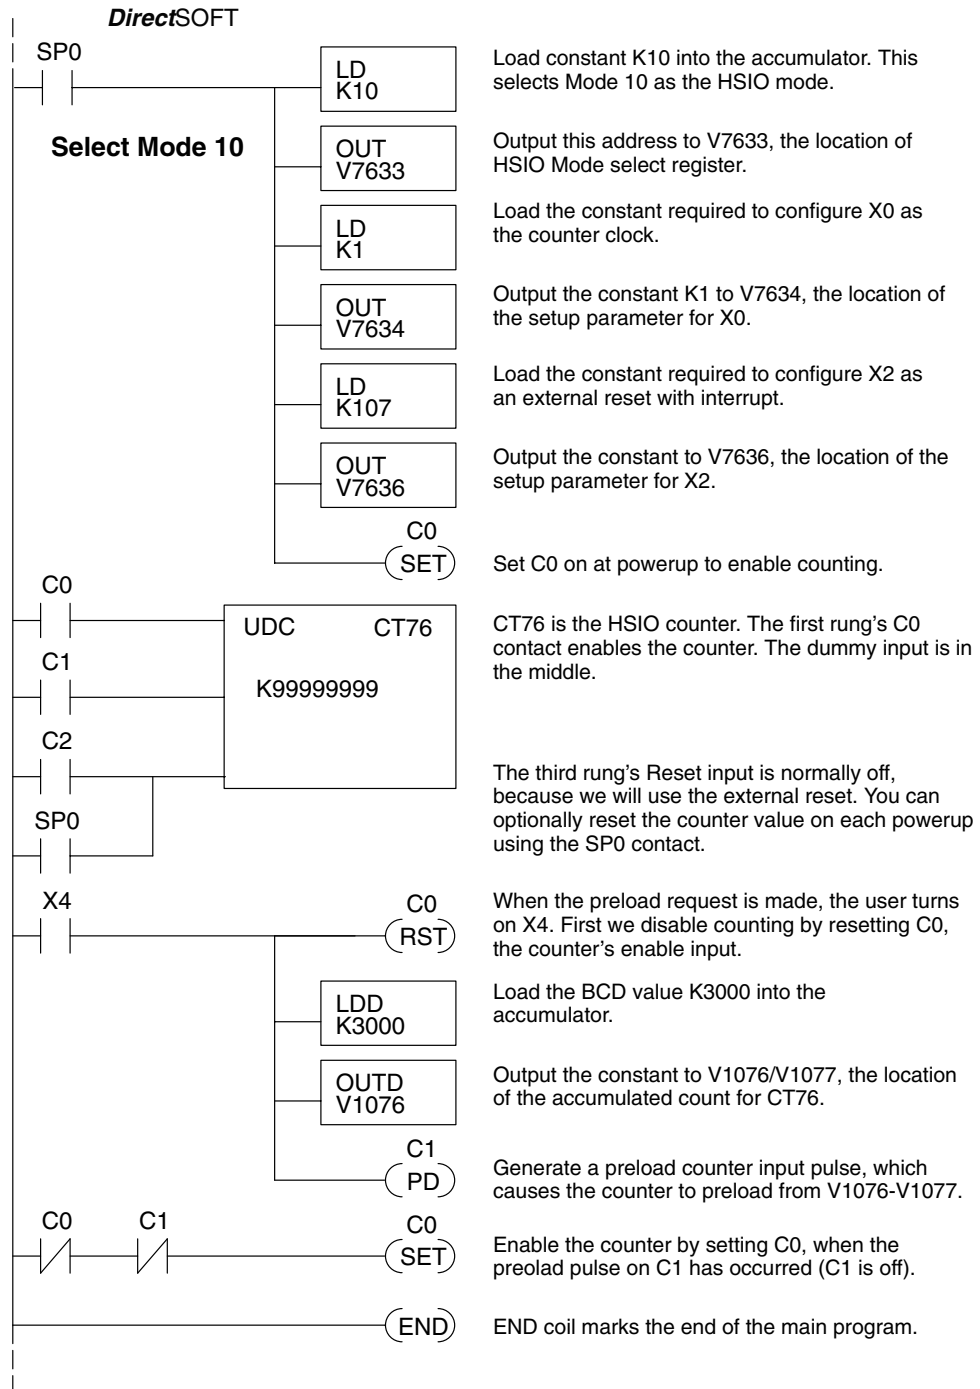 DirectSOFT
SP0
LD
K10
Load constant K10 into the accumulator. This
selects Mode 10 as the HSIO mode.
Select Mode 10
OUT
V7633
Output this address to V7633, the location of
HSIO Mode select register.
LD
K1
Load the constant required to configure X0 as
the counter clock.
OUT
V7634
Output the constant K1 to V7634, the location of
the setup parameter for X0.
LD
K107
Load the constant required to configure X2 as
an external reset with interrupt.
OUT
V7636
Output the constant to V7636, the location of the
setup parameter for X2.
C0
SET
Set C0 on at powerup to enable counting.
C0
UDC CT76
K99999999
CT76 is the HSIO counter. The first rung’s C0
contact enables the counter. The dummy input is in
the middle.
C1
C2
The third rung’s Reset input is normally off,
because we will use the external reset. You can
optionally reset the counter value on each powerup
using the SP0 contact.
SP0
X4
C0
RST
When the preload request is made, the user turns
on X4. First we disable counting by resetting C0,
the counter’s enable input.
LDD
K3000
Load the BCD value K3000 into the
accumulator.
OUTD
V1076
Output the constant to V1076/V1077, the location
of the accumulated count for CT76.
C1
PD
Generate a preload counter input pulse, which
causes the counter to preload from V1076-V1077.
C0 C1 C0
SET
Enable the counter by setting C0, when the
preolad pulse on C1 has occurred (C1 is off).
END
END coil marks the end of the main program.